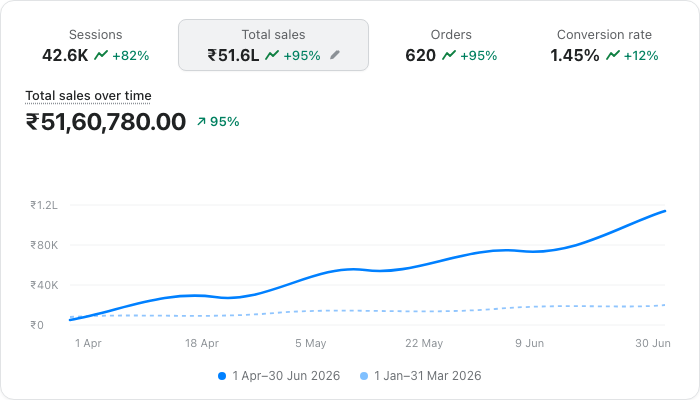 Sessions
42.6K +82%
Total sales
₹51.6L +95%
Orders
620 +95%
Conversion rate
1.45% +12%
Total sales over time
₹51,60,780.00 95%
₹1.2L
₹80K
₹40K
₹0
1 Apr 18 Apr 5 May 22 May 9 Jun 30 Jun
1 Apr–30 Jun 2026 1 Jan–31 Mar 2026